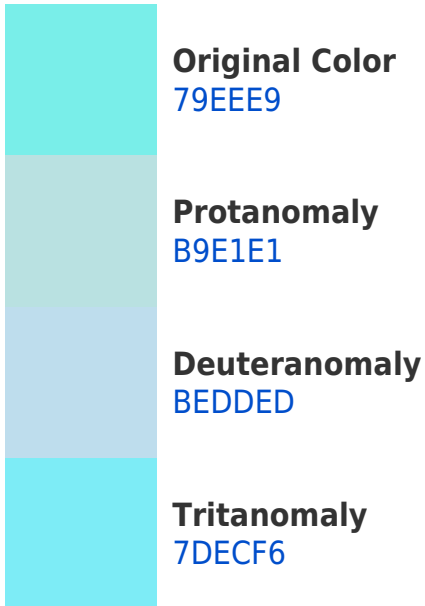 Original Color
79EEE9
Protanomaly
B9E1E1
Deuteranomaly
BEDDED
Tritanomaly
7DECF6